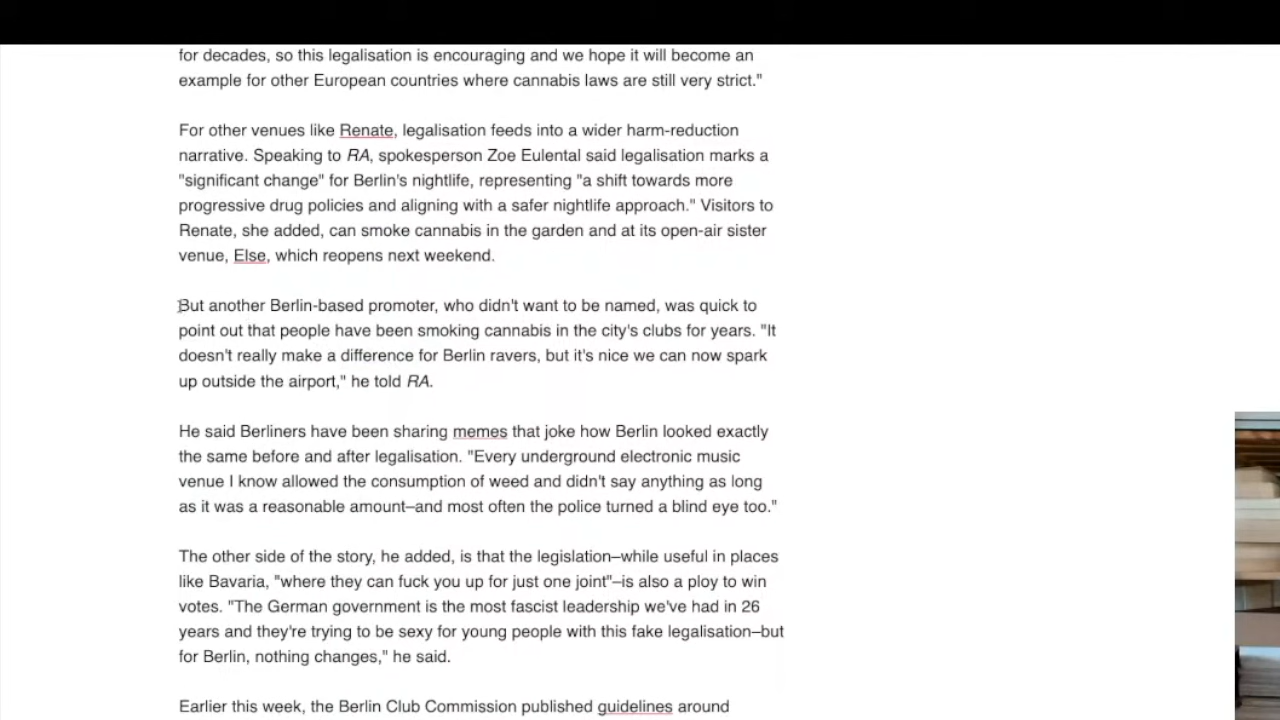 for decades, so this legalisation is encouraging and we hope it will become an
example for other European countries where cannabis laws are still very strict."
For other venues like Renate, legalisation feeds into a wider harm-reduction
narrative. Speaking to RA, spokesperson Zoe Eulental said legalisation marks a
"significant change" for Berlin's nightlife, representing "a shift towards more
progressive drug policies and aligning with a safer nightlife approach." Visitors to
Renate, she added, can smoke cannabis in the garden and at its open-air sister
venue, Else, which reopens next weekend.
But another Berlin-based promoter, who didn't want to be named, was quick to
point out that people have been smoking cannabis in the city's clubs for years. "It
doesn't really make a difference for Berlin ravers, but it's nice we can now spark
up outside the airport," he told RA.
He said Berliners have been sharing memes that joke how Berlin looked exactly
the same before and after legalisation. "Every underground electronic music
venue I know allowed the consumption of weed and didn't say anything as long
as it was a reasonable amount–and most often the police turned a blind eye too."
The other side of the story, he added, is that the legislation–while useful in places
like Bavaria, "where they can fuck you up for just one joint"–is also a ploy to win
votes. "The German government is the most fascist leadership we've had in 26
years and they're trying to be sexy for young people with this fake legalisation–but
for Berlin, nothing changes," he said.
Earlier this week, the Berlin Club Commission published guidelines around